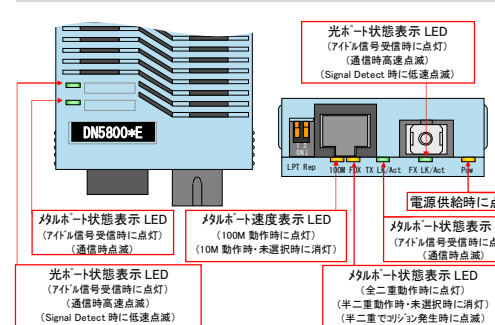 光ポート状態表示 LED
(アイドル信号受信時に点灯)
(通信時高速点滅)
(Signal Detect 時に低速点滅)
DN5800*E
1 2
ON↓
LPT Rep
100M FDX TX LK/Act FX LK/Act Pow
電源供給時に点
メタルポート状態表示 LED
(アイドル信号受信時に点灯)
(通信時点滅)
メタルポート速度表示 LED
(100M 動作時に点灯)
(10M 動作時・未選択時に消灯)
メタルポート状態表示
(アイドル信号受信時に点
(通信時点滅)
光ポート状態表示 LED
(アイドル信号受信時に点灯)
(通信時高速点滅)
(Signal Detect 時に低速点滅)
メタルポート状態表示 LED
(全二重動作時に点灯)
(半二重動作時・未選択時に消灯)
(半二重でコリジョン発生時に点滅)